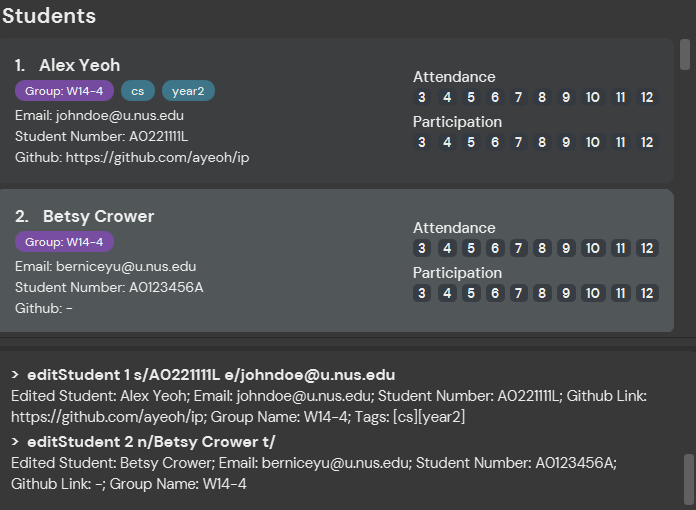 Students
1. Alex Yeoh
Group: W14-4 cs year2
Email: johndoe@u.nus.edu
Student Number: A0221111L
Github: https://github.com/ayeoh/ip
Attendance
3 4 5 6 7 8 9 10 11 12
Participation
3 4 5 6 7 8 9 10 11 12
2. Betsy Crower
Group: W14-4
Email: berniceyu@u.nus.edu
Student Number: A0123456A
Github: -
Attendance
3 4 5 6 7 8 9 10 11 12
Participation
3 4 5 6 7 8 9 10 11 12
> editStudent 1 s/A0221111L e/johndoe@u.nus.edu
Edited Student: Alex Yeoh; Email: johndoe@u.nus.edu; Student Number: A0221111L; Github Link:
https://github.com/ayeoh/ip; Group Name: W14-4; Tags: [cs][year2]
> editStudent 2 n/Betsy Crower t/
Edited Student: Betsy Crower; Email: berniceyu@u.nus.edu; Student Number: A0123456A;
Github Link: -; Group Name: W14-4